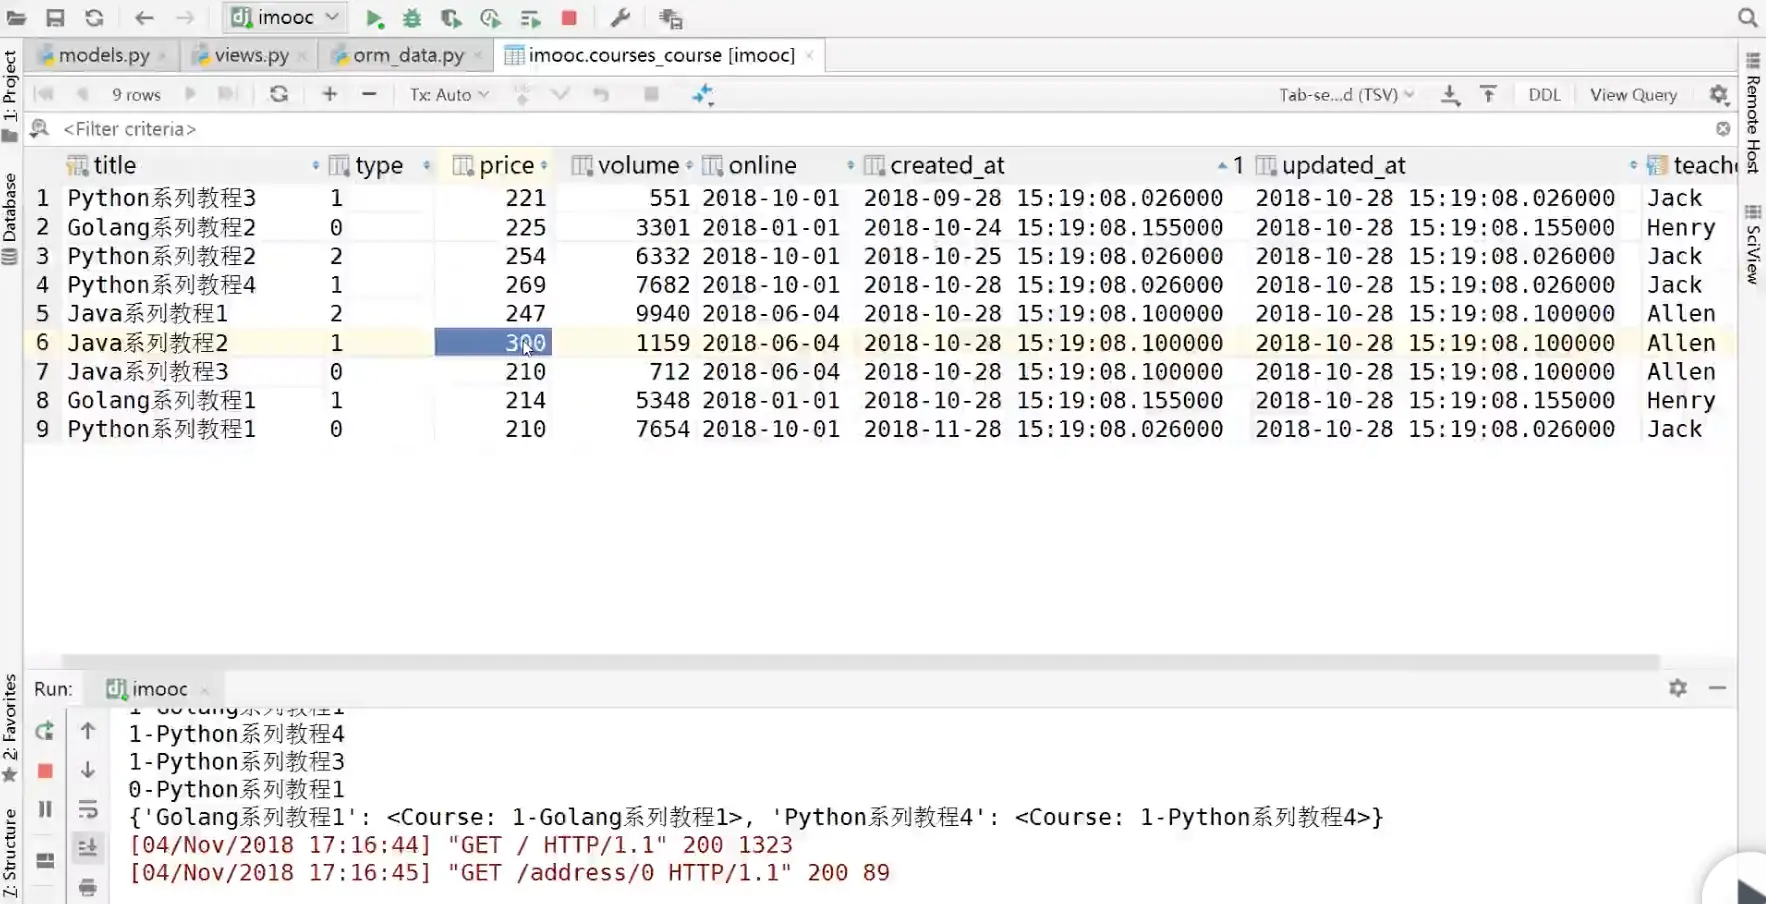 imooc
models.py views.py orm_data.py imooc.courses_course [imooc]
9 rows Tx: Auto Tab-se...d (TSV) DDL View Query
<Filter criteria>
title type price volume online created_at 1 updated_at teach
1 Python系列教程3 1 221 551 2018-10-01 2018-09-28 15:19:08.026000 2018-10-28 15:19:08.026000 Jack
2 Golang系列教程2 0 225 3301 2018-01-01 2018-10-24 15:19:08.155000 2018-10-28 15:19:08.155000 Henry
3 Python系列教程2 2 254 6332 2018-10-01 2018-10-25 15:19:08.026000 2018-10-28 15:19:08.026000 Jack
4 Python系列教程4 1 269 7682 2018-10-01 2018-10-28 15:19:08.026000 2018-10-28 15:19:08.026000 Jack
5 Java系列教程1 2 247 9940 2018-06-04 2018-10-28 15:19:08.100000 2018-10-28 15:19:08.100000 Allen
6 Java系列教程2 1 300 1159 2018-06-04 2018-10-28 15:19:08.100000 2018-10-28 15:19:08.100000 Allen
7 Java系列教程3 0 210 712 2018-06-04 2018-10-28 15:19:08.100000 2018-10-28 15:19:08.100000 Allen
8 Golang系列教程1 1 214 5348 2018-01-01 2018-10-28 15:19:08.155000 2018-10-28 15:19:08.155000 Henry
9 Python系列教程1 0 210 7654 2018-10-01 2018-11-28 15:19:08.026000 2018-10-28 15:19:08.026000 Jack
Run: imooc
1-Golang系列教程1
1-Python系列教程4
1-Python系列教程3
0-Python系列教程1
{'Golang系列教程1': <Course: 1-Golang系列教程1>, 'Python系列教程4': <Course: 1-Python系列教程4>}
[04/Nov/2018 17:16:44] "GET / HTTP/1.1" 200 1323
[04/Nov/2018 17:16:45] "GET /address/0 HTTP/1.1" 200 89
1: Project
Database
2: Favorites
Z: Structure
Remote Host
SciView